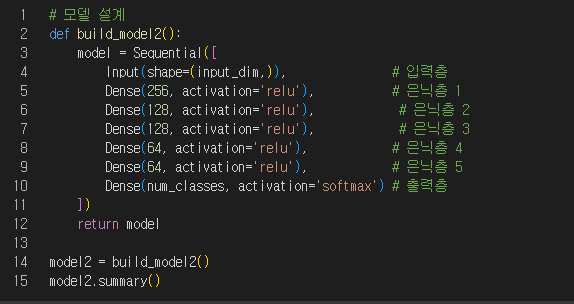 1 # 모델 설계
2 def build_model2():
3     model = Sequential([
4         Input(shape=(input_dim,)),               # 입력층
5         Dense(256, activation='relu'),           # 은닉층 1
6         Dense(128, activation='relu'),            # 은닉층 2
7         Dense(128, activation='relu'),            # 은닉층 3
8         Dense(64, activation='relu'),            # 은닉층 4
9         Dense(64, activation='relu'),            # 은닉층 5
10         Dense(num_classes, activation='softmax') # 출력층
11     ])
12     return model
13
14 model2 = build_model2()
15 model2.summary()